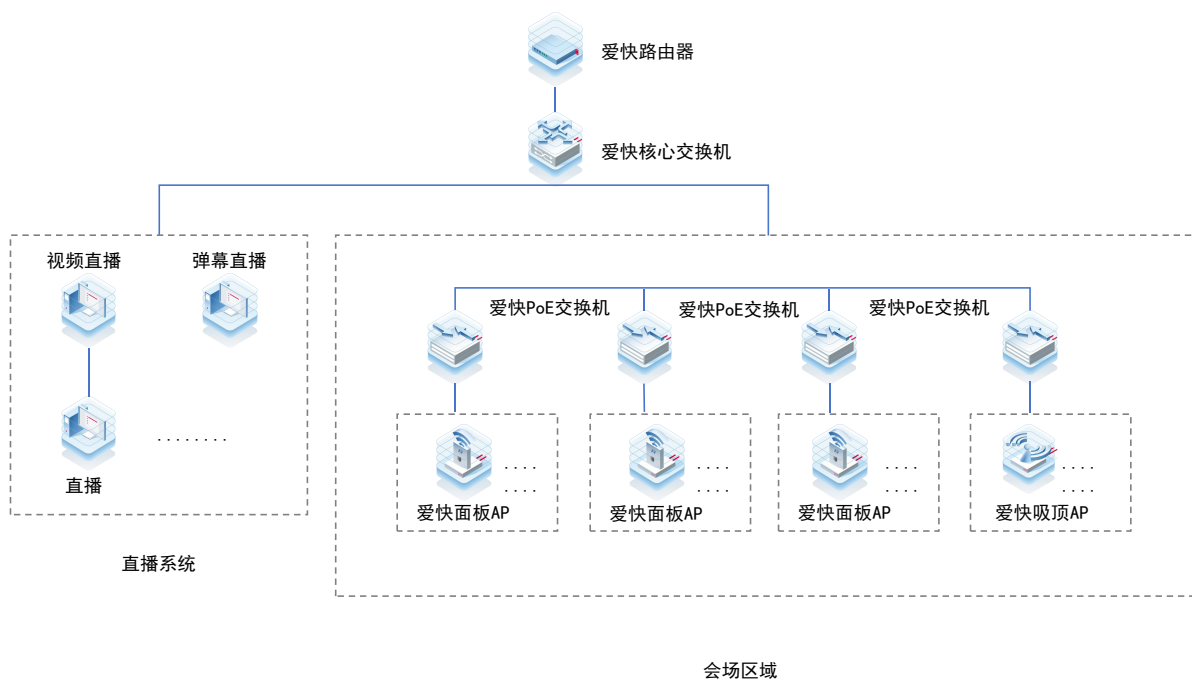 爱快路由器
爱快核心交换机
视频直播
弹幕直播
爱快PoE交换机
爱快PoE交换机
爱快PoE交换机
........
直播
....
....
....
....
....
....
....
....
爱快面板AP
爱快面板AP
爱快面板AP
爱快吸顶AP
直播系统
会场区域